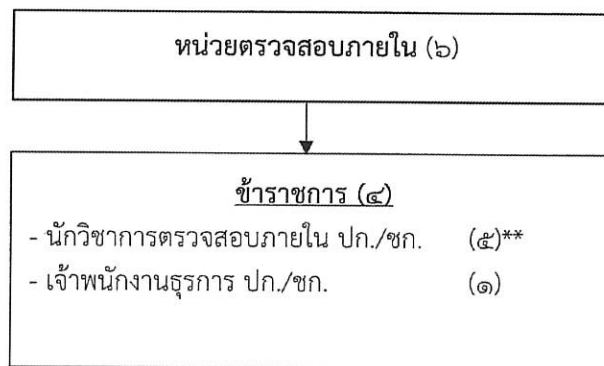 หน่วยตรวจสอบภายใน (๖)
ข้าราชการ (๔)
- นักวิชาการตรวจสอบภายใน ปก./ชก. (๕)**
- เจ้าพนักงานธุรการ ปก./ชก. (๑)